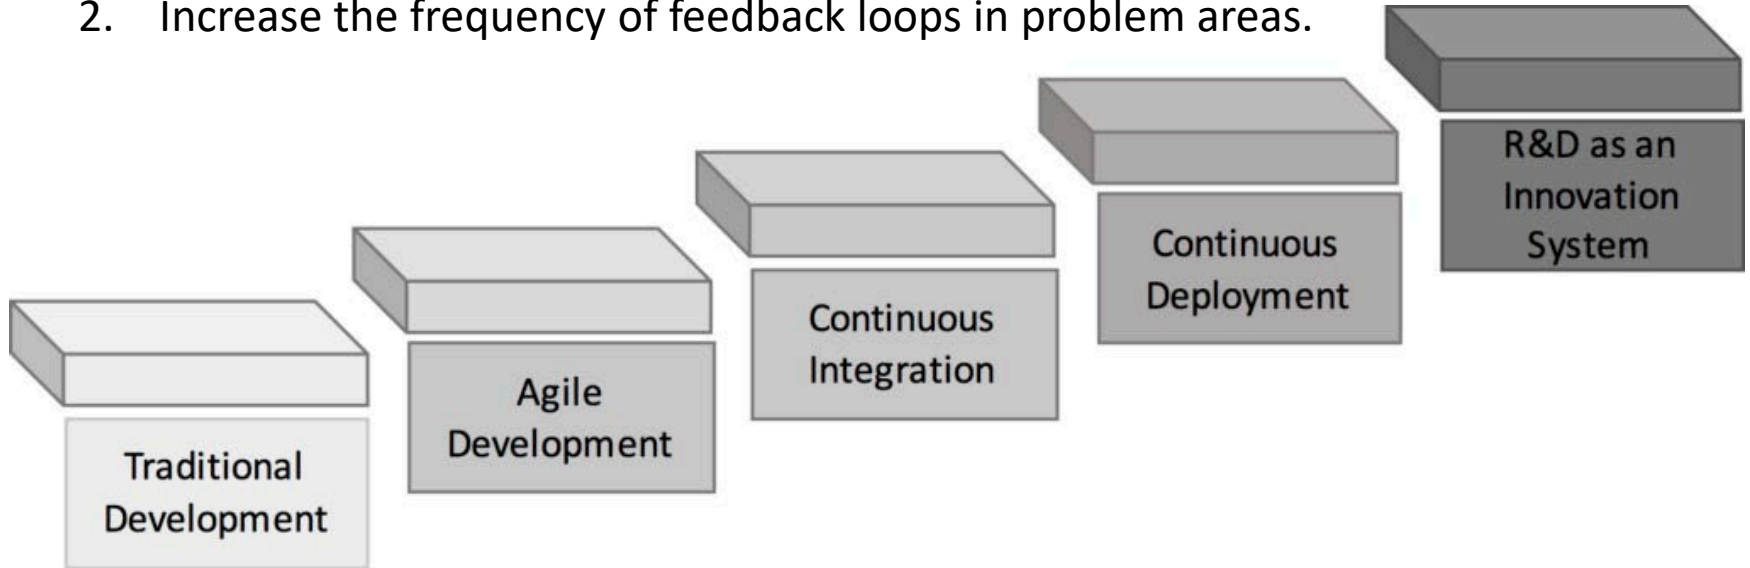 2. Increase the frequency of feedback loops in problem areas.
Traditional
Development
Agile
Development
Continuous
Integration
Continuous
Deployment
R&D as an
Innovation
System